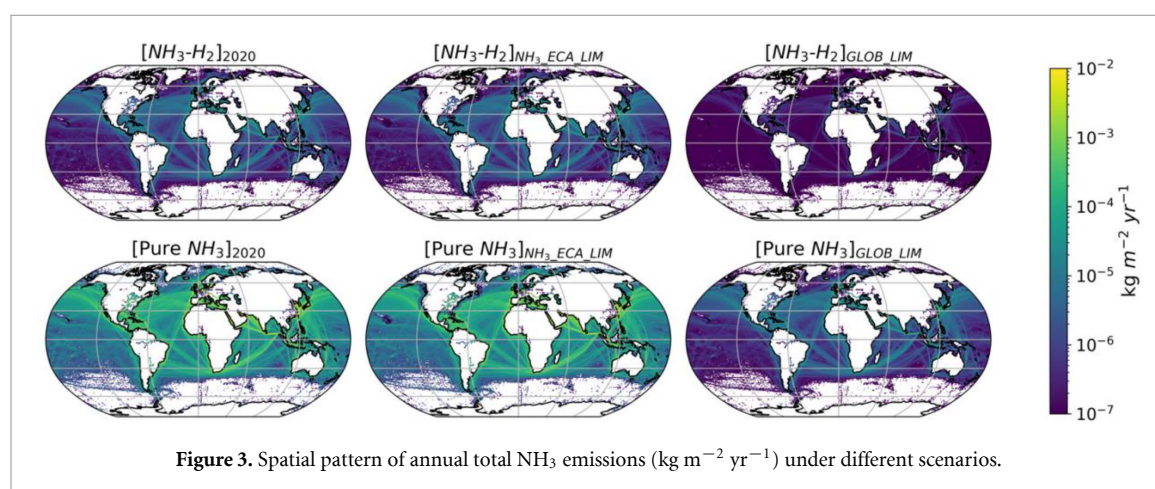 [NH₃-H₂]₂₀₂₀ [NH₃-H₂]NH₃_ECA_LIM [NH₃-H₂]GLOB_LIM
[Pure NH₃]₂₀₂₀ [Pure NH₃]NH₃_ECA_LIM [Pure NH₃]GLOB_LIM
10⁻²
10⁻³
10⁻⁴
10⁻⁵
10⁻⁶
10⁻⁷
kg m⁻² yr⁻¹
Figure 3. Spatial pattern of annual total NH₃ emissions (kg m⁻² yr⁻¹) under different scenarios.